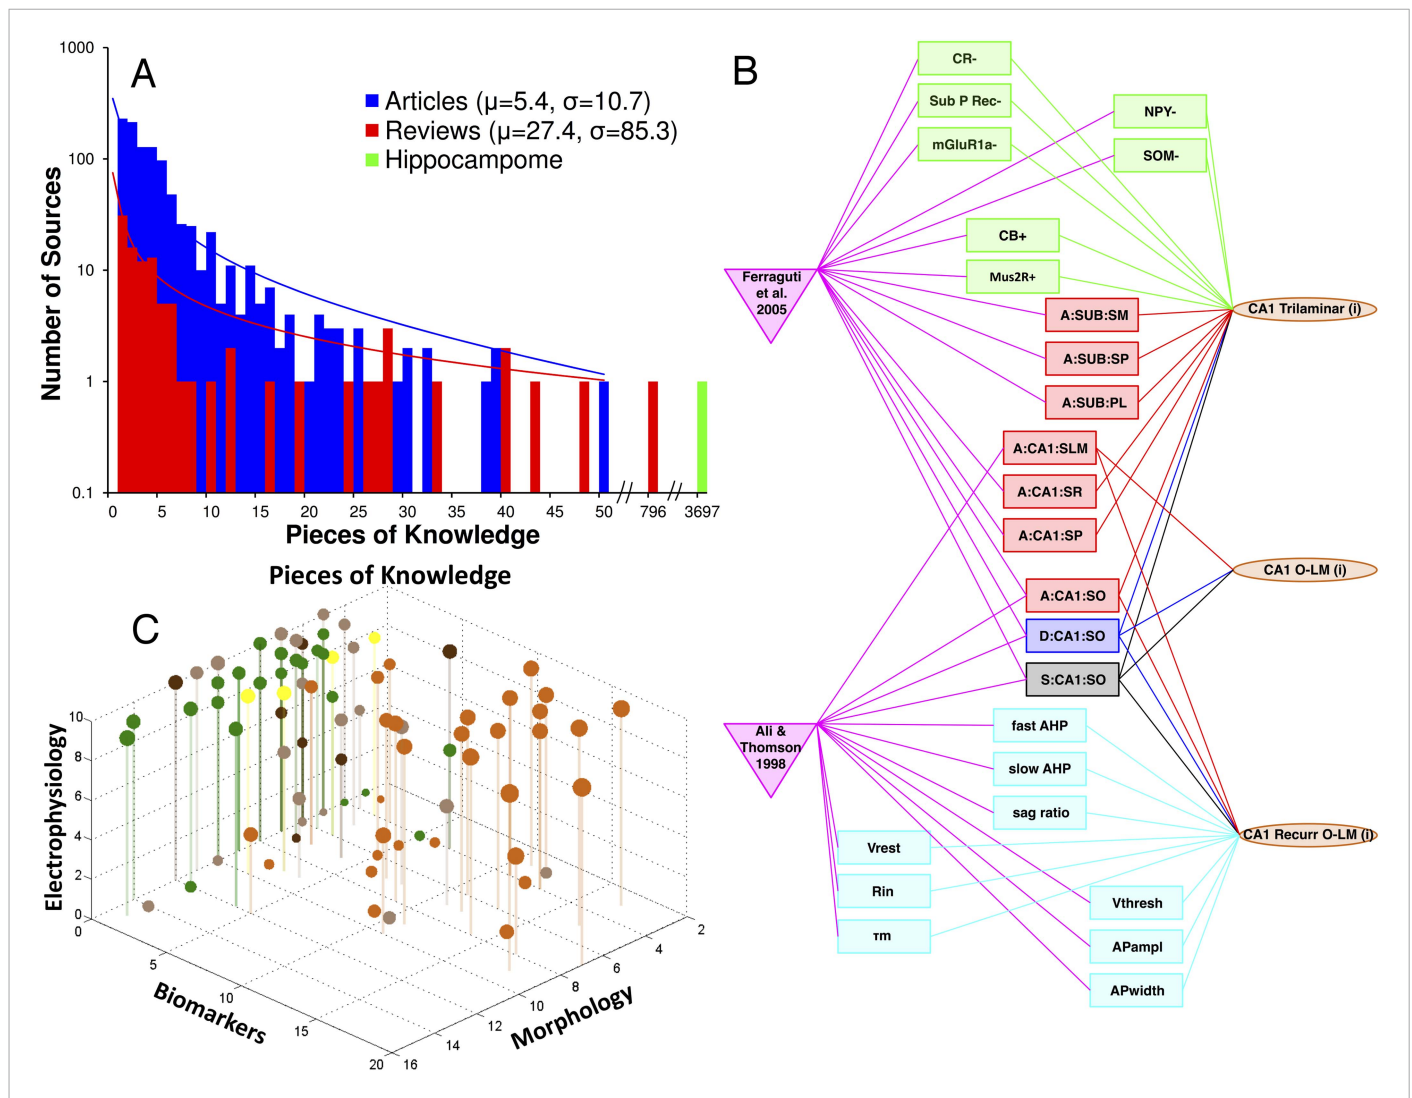 A
1000
100
10
1
0.1
Number of Sources
Articles (μ=5.4, σ=10.7)
Reviews (μ=27.4, σ=85.3)
Hippocampome
0 5 10 15 20 25 30 35 40 45 50 // 796 // 3697
Pieces of Knowledge
B
CR-
Sub P Rec-
mGluR1a-
NPY-
SOM-
CB+
Mus2R+
Ferraguti
et al.
2005
A:SUB:SM
A:SUB:SP
A:SUB:PL
CA1 Trilaminar (i)
A:CA1:SLM
A:CA1:SR
A:CA1:SP
CA1 O-LM (i)
A:CA1:SO
D:CA1:SO
S:CA1:SO
Ali &
Thomson
1998
fast AHP
slow AHP
sag ratio
CA1 Recurr O-LM (i)
Vrest
Rin
τm
Vthresh
APampl
APwidth
Pieces of Knowledge
C
10
8
6
4
2
0
Electrophysiology
0
5
10
15
20
Biomarkers
2
4
6
8
10
12
14
16
Morphology